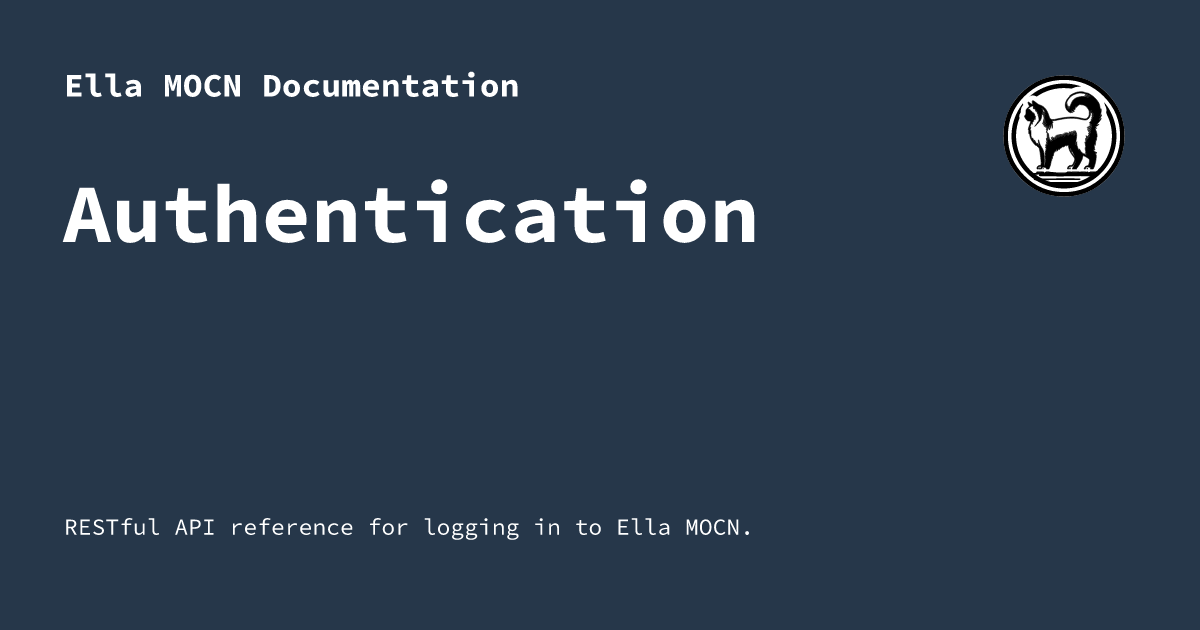 Ella MOCN Documentation
Authentication
RESTful API reference for logging in to Ella MOCN.